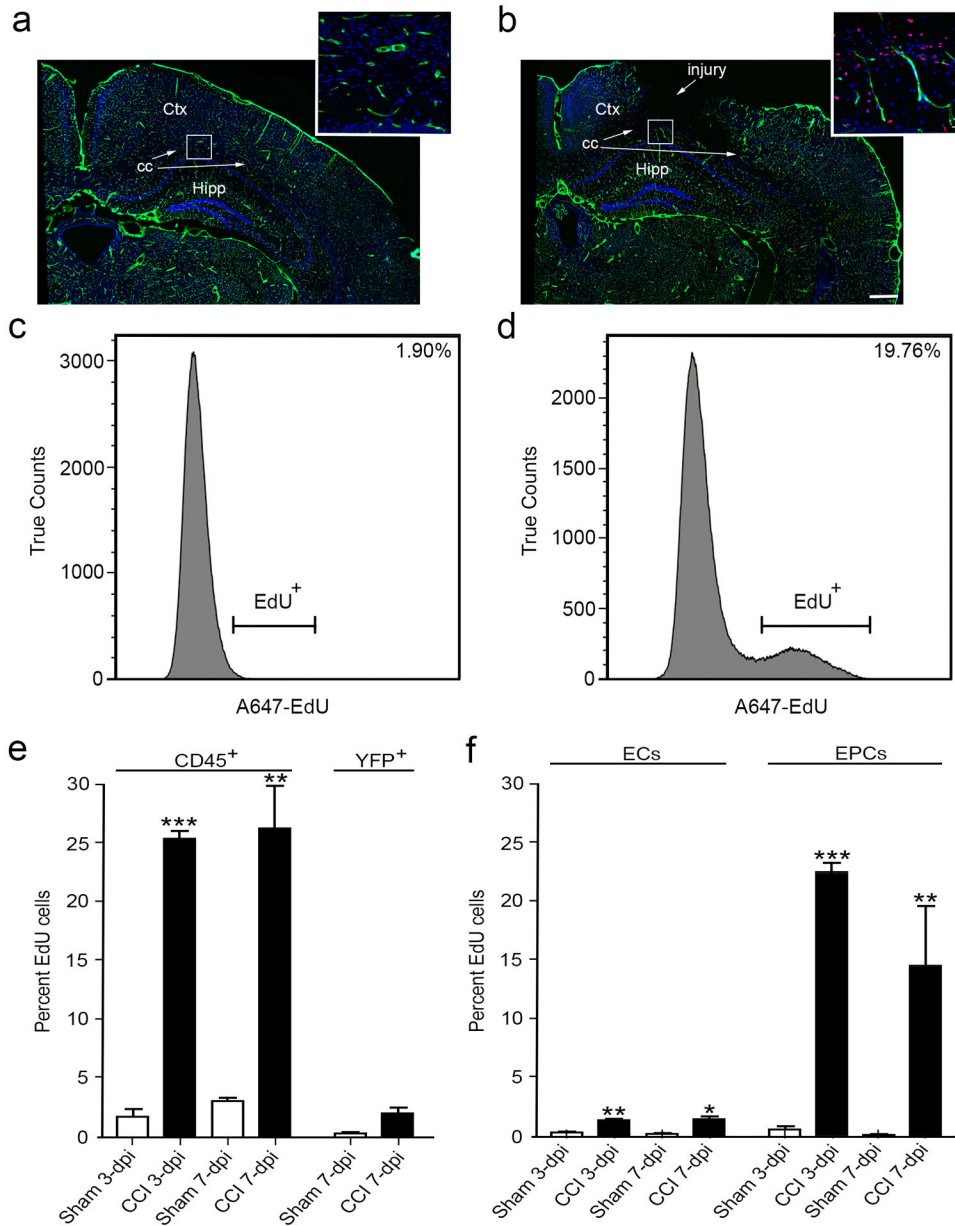 a
Ctx
cc
Hipp
b
injury
Ctx
cc
Hipp
c
1.90%
3000
2000
1000
0
True Counts
EdU+
A647-EdU
d
19.76%
2000
1500
1000
500
0
True Counts
EdU+
A647-EdU
e
CD45+
YFP+
30
25
20
15
10
5
0
Percent EdU cells
***
**
Sham 3-dpi
CCI 3-dpi
Sham 7-dpi
CCI 7-dpi
Sham 7-dpi
CCI 7-dpi
f
ECs
EPCs
30
25
20
15
10
5
0
Percent EdU cells
**
*
***
**
Sham 3-dpi
CCI 3-dpi
Sham 7-dpi
CCI 7-dpi
Sham 3-dpi
CCI 3-dpi
Sham 7-dpi
CCI 7-dpi